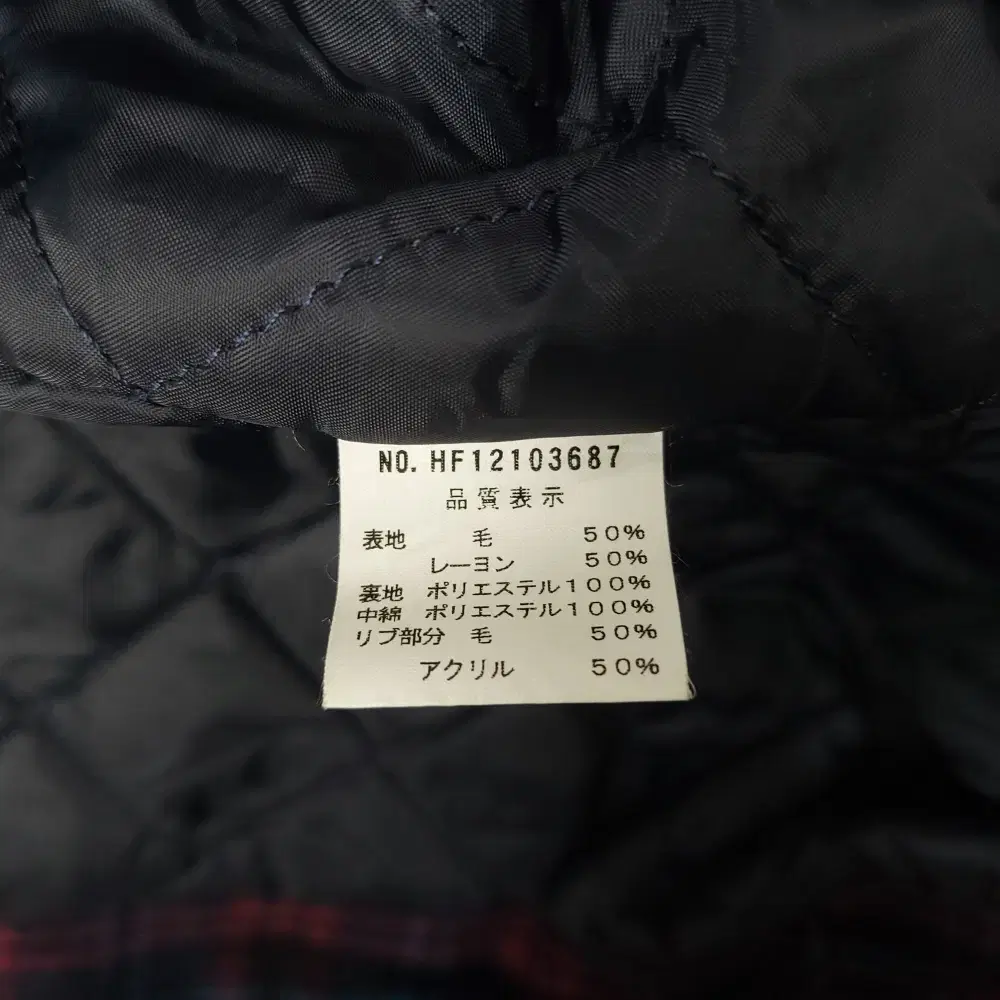 NO. HF12103687
品質表示
表地 毛 50%
レーヨン 50%
裏地 ポリエステル100%
中綿 ポリエステル100%
リブ部分 毛 50%
アクリル 50%